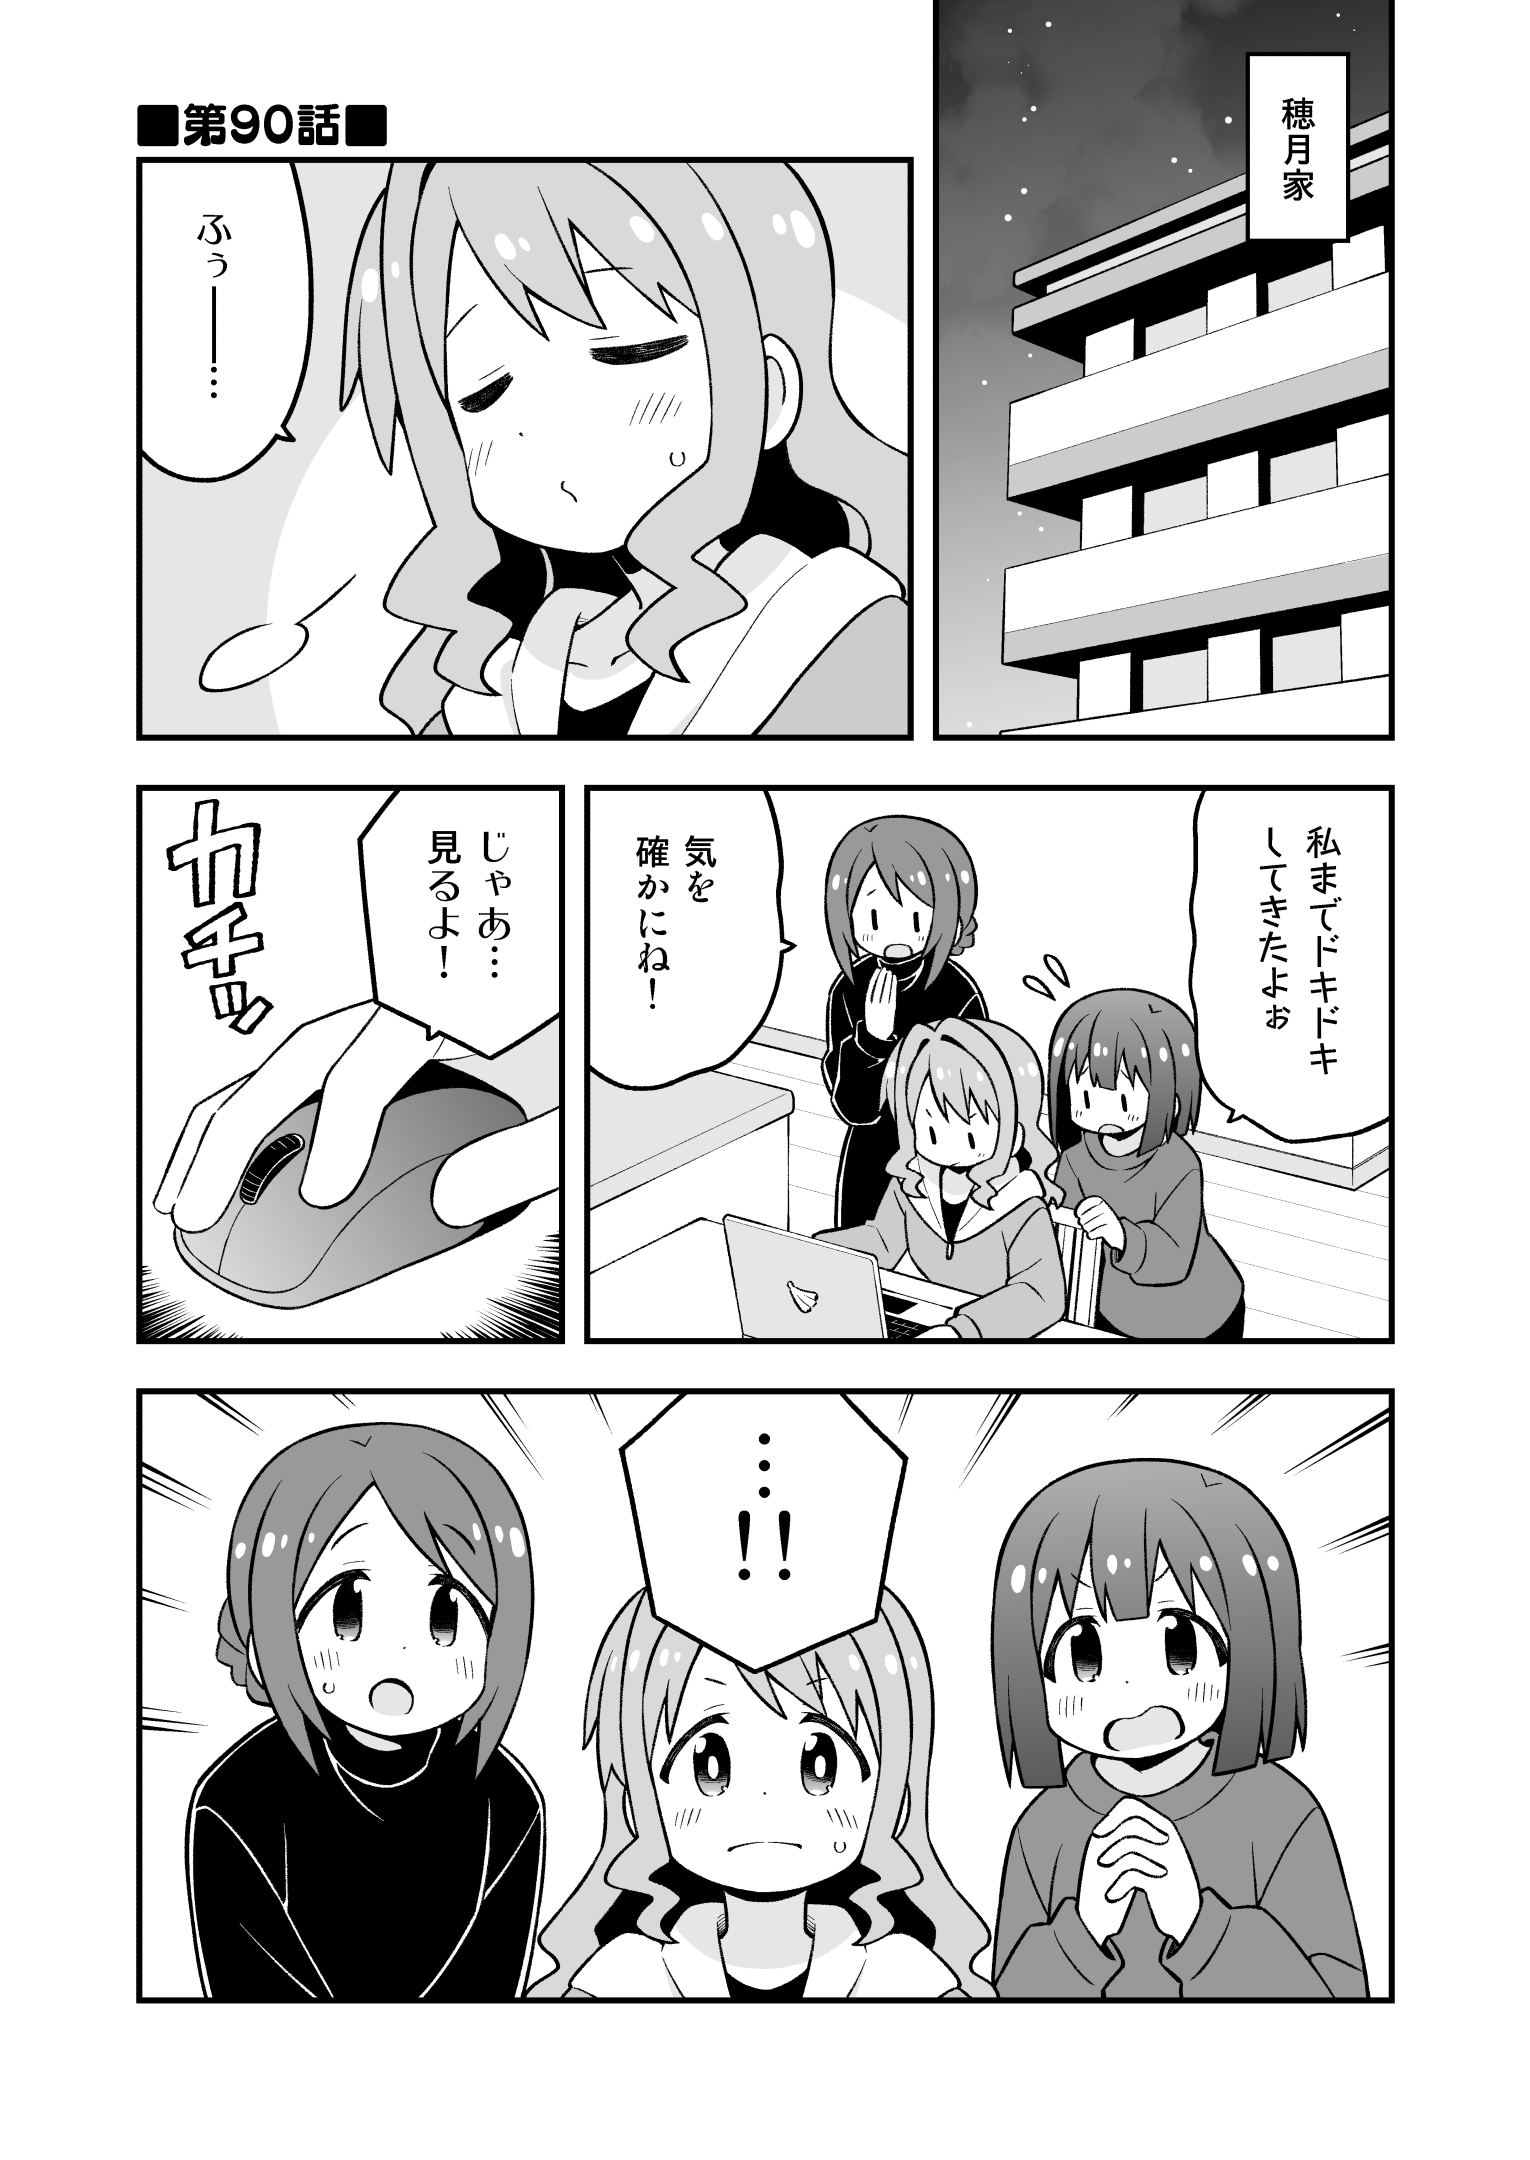 穂月家
■第90話■
ふぅ――…
私までドキドキ
してきたよぉ
気を
確かにね！
じゃあ…
見るよ！
カチッ
…!!